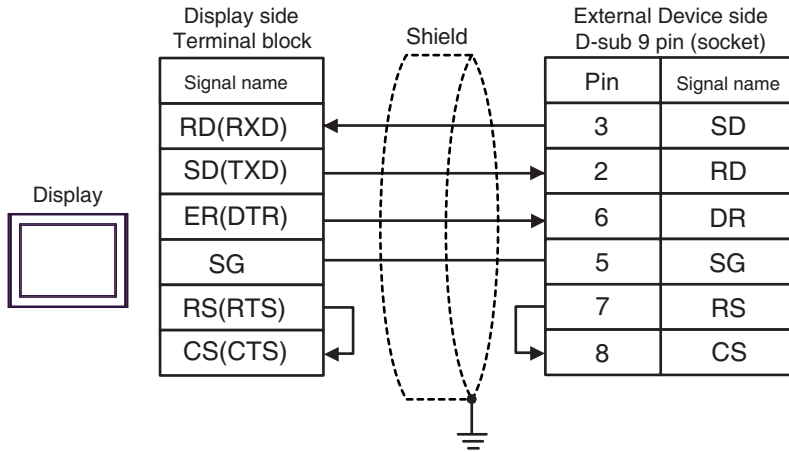 Display side
Terminal block
Shield
External Device side
D-sub 9 pin (socket)
Signal name
Pin
Signal name
RD(RXD)
3
SD
SD(TXD)
2
RD
Display
ER(DTR)
6
DR
SG
5
SG
RS(RTS)
7
RS
CS(CTS)
8
CS